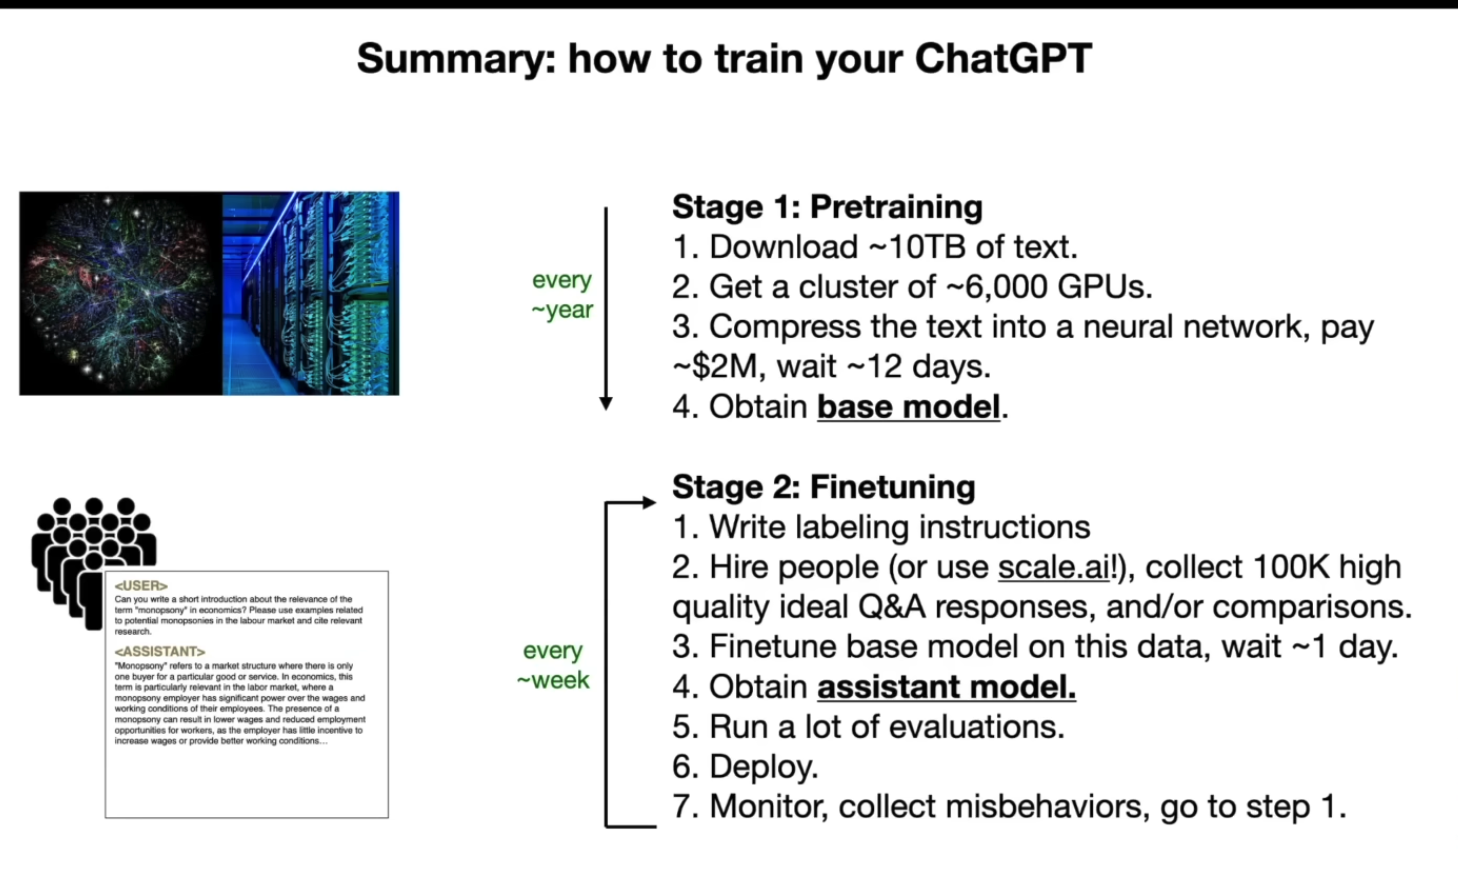 Summary: how to train your ChatGPT
every
~year
Stage 1: Pretraining
1. Download ~10TB of text.
2. Get a cluster of ~6,000 GPUs.
3. Compress the text into a neural network, pay
~$2M, wait ~12 days.
4. Obtain base model.
<USER>
Can you write a short introduction about the relevance of the
term "monopsony" in economics? Please use examples related
to potential monopsonies in the labour market and cite relevant
research.
<ASSISTANT>
"Monopsony" refers to a market structure where there is only
one buyer for a particular good or service. In economics, this
term is particularly relevant in the labor market, where a
monopsony employer has significant power over the wages and
working conditions of their employees. The presence of a
monopsony can result in lower wages and reduced employment
opportunities for workers, as the employer has little incentive to
increase wages or provide better working conditions...
every
~week
Stage 2: Finetuning
1. Write labeling instructions
2. Hire people (or use scale.ai!), collect 100K high
quality ideal Q&A responses, and/or comparisons.
3. Finetune base model on this data, wait ~1 day.
4. Obtain assistant model.
5. Run a lot of evaluations.
6. Deploy.
7. Monitor, collect misbehaviors, go to step 1.